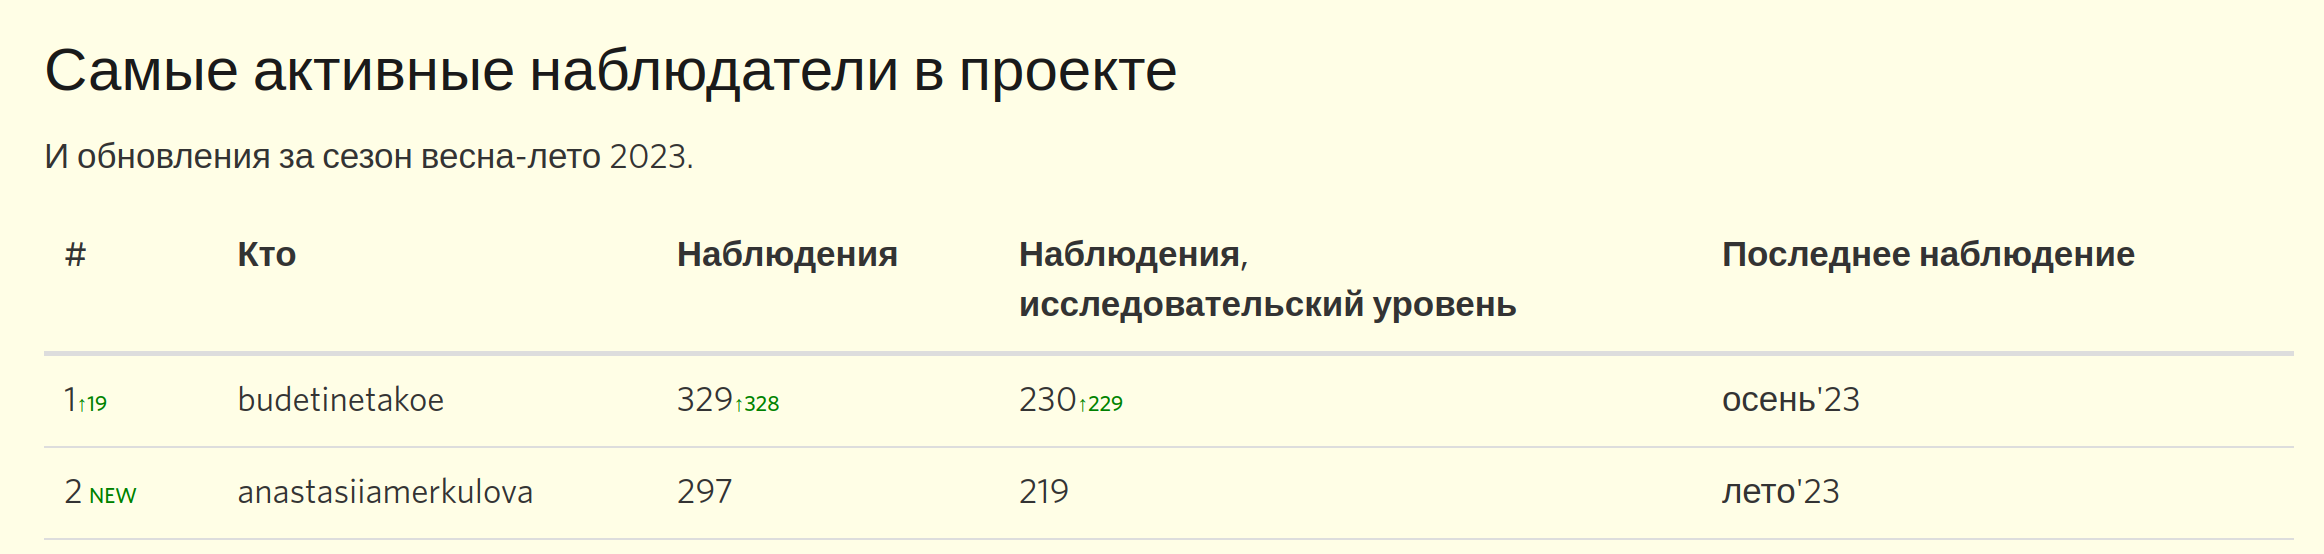 Самые активные наблюдатели в проекте
И обновления за сезон весна-лето 2023.
# Кто Наблюдения Наблюдения, Последнее наблюдение
исследовательский уровень
1↑19 budetinetakoe 329↑328 230↑229 осень'23
2 NEW anastasiiamerkulova 297 219 лето'23